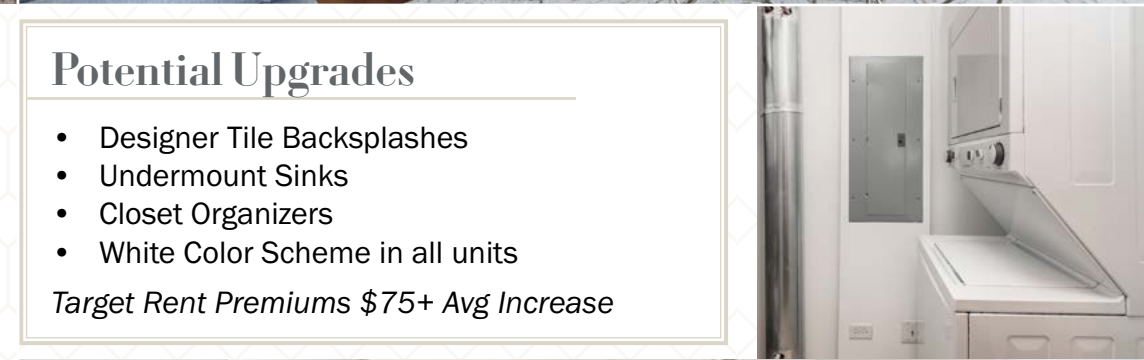 Potential Upgrades
• Designer Tile Backsplashes
• Undermount Sinks
• Closet Organizers
• White Color Scheme in all units
Target Rent Premiums $75+ Avg Increase